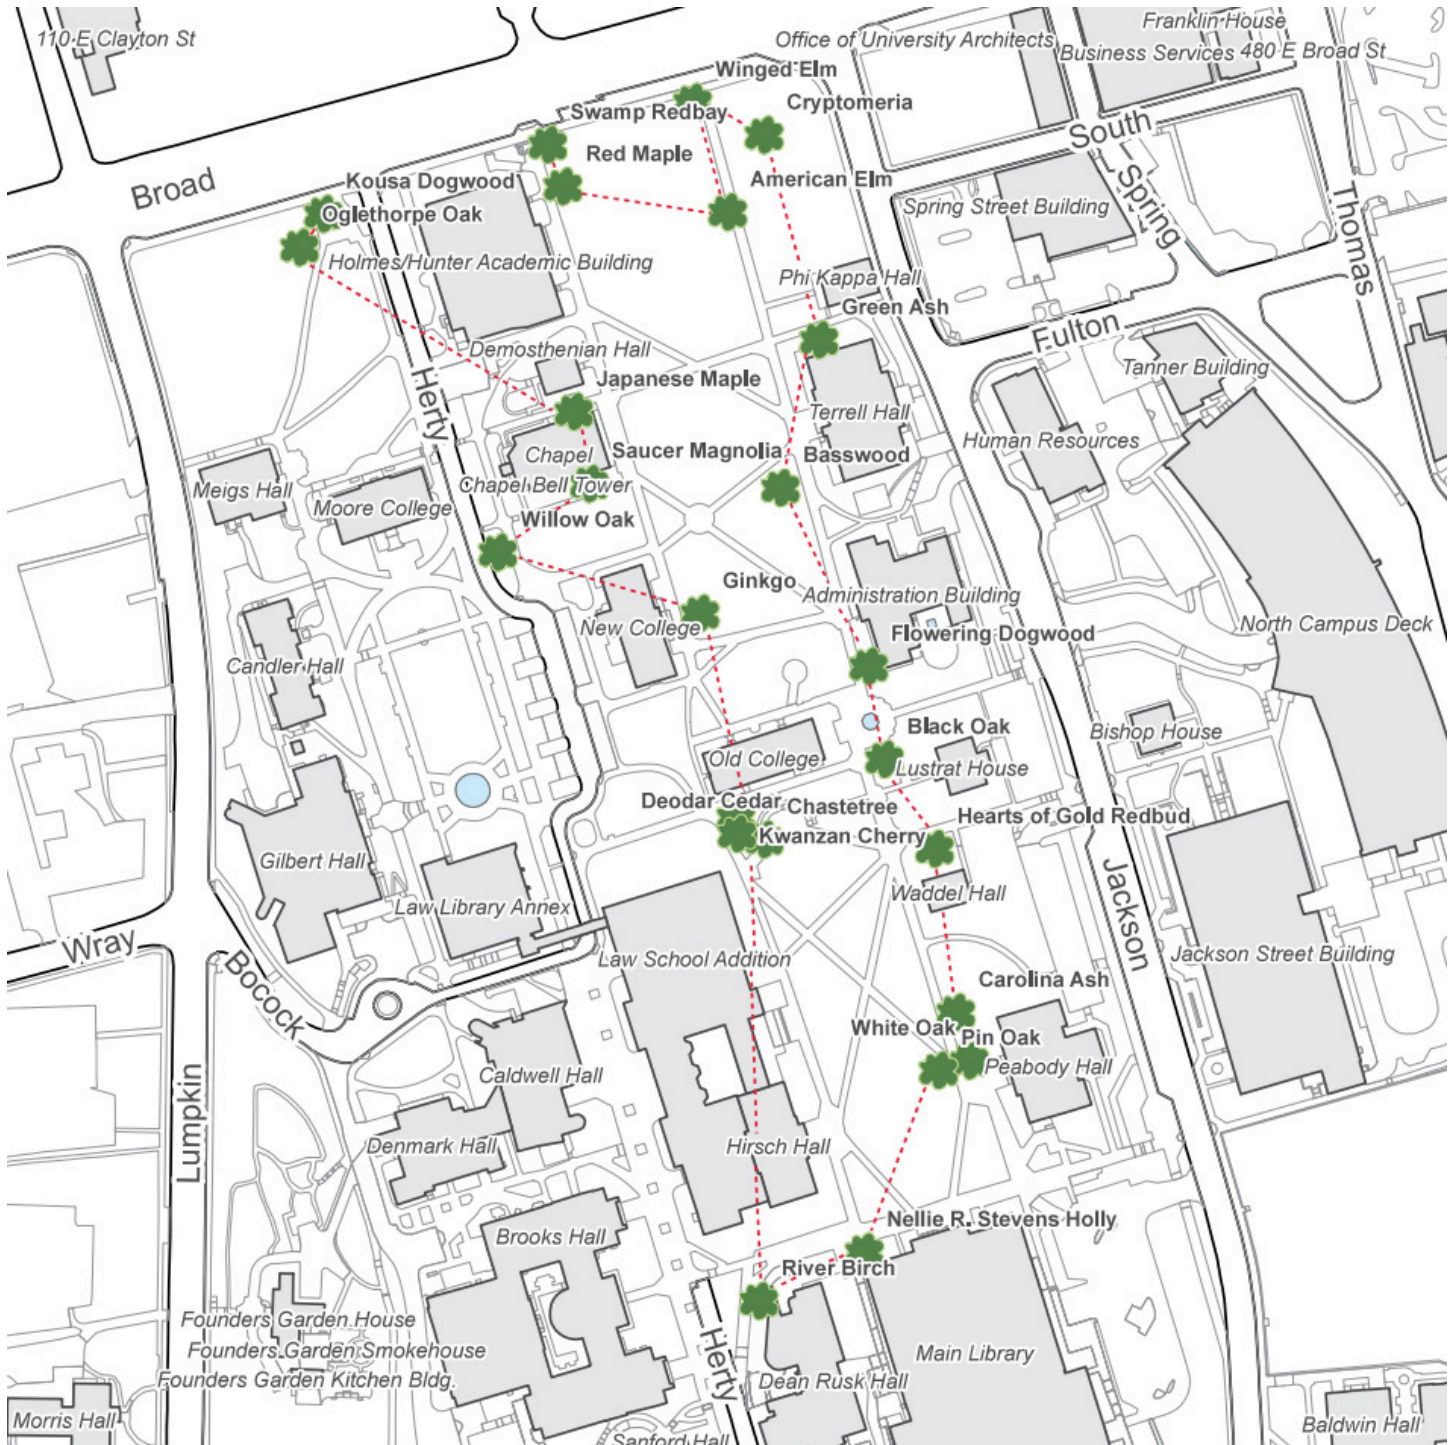 110 E Clayton St
Franklin House
Office of University Architects
Business Services
480 E Broad St
Winged Elm
Cryptomeria
Swamp Redbay
South
Red Maple
Broad
Kousa Dogwood
American Elm
Spring
Thomas
Oglethorpe Oak
Spring Street Building
Holmes/Hunter Academic Building
Phi Kappa Hall
Green Ash
Fulton
Demosthenian Hall
Tanner Building
Herty
Japanese Maple
Terrell Hall
Human Resources
Chapel
Saucer Magnolia
Basswood
Meigs Hall
Chapel Bell Tower
Moore College
Willow Oak
Ginkgo
Administration Building
New College
North Campus Deck
Flowering Dogwood
Candler Hall
Black Oak
Bishop House
Old College
Lustrat House
Deodar Cedar
Chastetree
Hearts of Gold Redbud
Kwanzan Cherry
Gilbert Hall
Waddel Hall
Jackson
Law Library Annex
Wray
Law School Addition
Jackson Street Building
Bocock
Carolina Ash
White Oak
Pin Oak
Peabody Hall
Caldwell Hall
Lumpkin
Denmark Hall
Hirsch Hall
Nellie R. Stevens Holly
Brooks Hall
River Birch
Founders Garden House
Founders Garden Smokehouse
Main Library
Founders Garden Kitchen Bldg.
Herty
Dean Rusk Hall
Morris Hall
Baldwin Hall
Sanford Hall